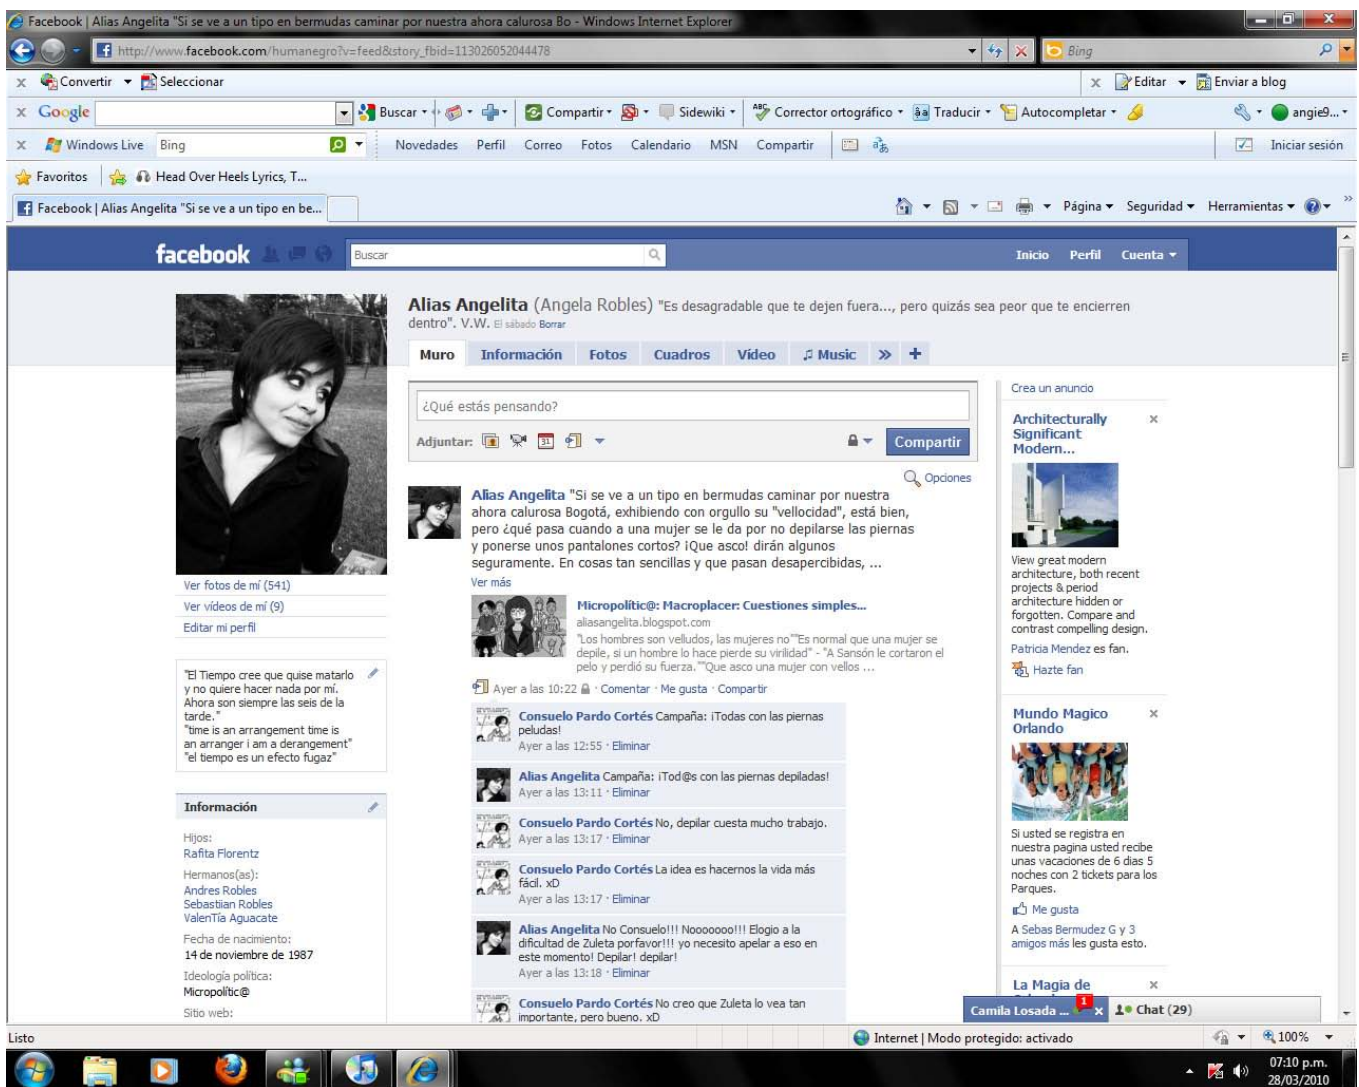 Facebook | Alias Angelita "Si se ve a un tipo en bermudas caminar por nuestra ahora calurosa Bo - Windows Internet Explorer
http://www.facebook.com/humanegro?v=feed&story_fbid=113026052044478
Bing
x Convertir Seleccionar
x Editar Enviar a blog
x Google Buscar Compartir Sidewiki Corrector ortográfico Traducir Autocompletar angie9...
x Windows Live Bing Novedades Perfil Correo Fotos Calendario MSN Compartir Iniciar sesión
Favoritos Head Over Heels Lyrics, T...
Facebook | Alias Angelita "Si se ve a un tipo en be...
Página Seguridad Herramientas
facebook Buscar Inicio Perfil Cuenta
Alias Angelita (Angela Robles) "Es desagradable que te dejen fuera..., pero quizás sea peor que te encierren
dentro". V.W. El sábado Borrar
Muro Información Fotos Cuadros Vídeo Music » +
¿Qué estás pensando?
Adjuntar: 31 Compartir
Opciones
Alias Angelita "Si se ve a un tipo en bermudas caminar por nuestra
ahora calurosa Bogotá, exhibiendo con orgullo su "vellocidad", está bien,
pero ¿qué pasa cuando a una mujer se le da por no depilarse las piernas
y ponerse unos pantalones cortos? ¡Que asco! dirán algunos
seguramente. En cosas tan sencillas y que pasan desapercibidas, ...
Ver más
Micropolític@: Macroplacer: Cuestiones simples...
aliasangelita.blogspot.com
"Los hombres son velludos, las mujeres no""Es normal que una mujer se
depile, si un hombre lo hace pierde su virilidad" - "A Sansón le cortaron el
pelo y perdió su fuerza.""Que asco una mujer con vellos ...
Ayer a las 10:22 · Comentar · Me gusta · Compartir
Consuelo Pardo Cortés Campaña: ¡Todas con las piernas
peludas!
Ayer a las 12:55 · Eliminar
Alias Angelita Campaña: ¡Tod@s con las piernas depiladas!
Ayer a las 13:11 · Eliminar
Consuelo Pardo Cortés No, depilar cuesta mucho trabajo.
Ayer a las 13:17 · Eliminar
Consuelo Pardo Cortés La idea es hacernos la vida más
fácil. xD
Ayer a las 13:17 · Eliminar
Alias Angelita No Consuelo!!! Nooooooo!!! Elogio a la
dificultad de Zuleta porfavor!!! yo necesito apelar a eso en
este momento! Depilar! depilar!
Ayer a las 13:18 · Eliminar
Consuelo Pardo Cortés No creo que Zuleta lo vea tan
importante, pero bueno. xD
Ver fotos de mí (541)
Ver vídeos de mí (9)
Editar mi perfil
"El Tiempo cree que quise matarlo
y no quiere hacer nada por mí.
Ahora son siempre las seis de la
tarde."
"time is an arrangement time is
an arranger i am a derangement"
"el tiempo es un efecto fugaz"
Información
Hijos:
Rafita Florentz
Hermanos(as):
Andres Robles
Sebastiian Robles
ValenTía Aguacate
Fecha de nacimiento:
14 de noviembre de 1987
Ideología política:
Micropolític@
Sitio web:
Crea un anuncio
Architecturally x
Significant
Modern...
View great modern
architecture, both recent
projects & period
architecture hidden or
forgotten. Compare and
contrast compelling design.
Patricia Mendez es fan.
Hazte fan
Mundo Magico x
Orlando
Si usted se registra en
nuestra pagina usted recibe
unas vacaciones de 6 dias 5
noches con 2 tickets para los
Parques.
Me gusta
A Sebas Bermudez G y 3
amigos más les gusta esto.
La Magia de x
Camila Losada ... 1 x Chat (29)
Listo Internet | Modo protegido: activado 100%
07:10 p.m.
28/03/2010